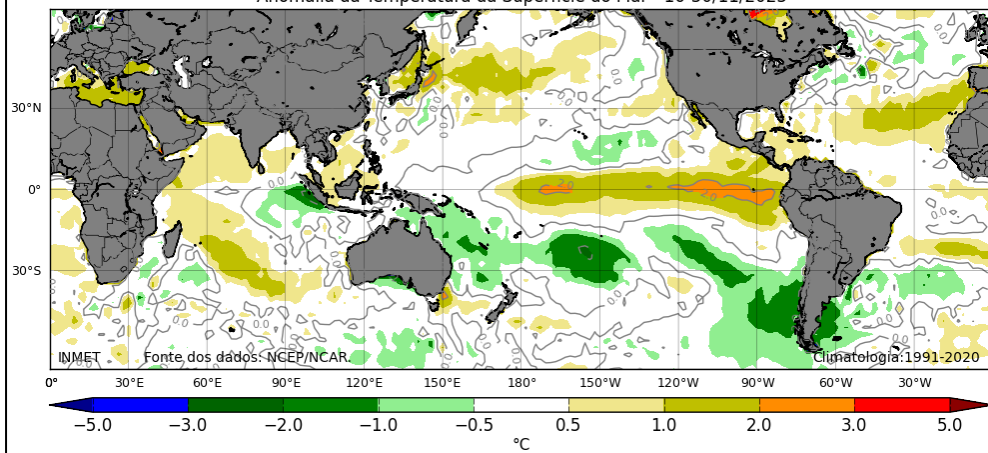 30°N
0°
30°S
INMET Fonte dos dados: NCEP/NCAR. Climatologia:1991-2020
0° 30°E 60°E 90°E 120°E 150°E 180° 150°W 120°W 90°W 60°W 30°W
−5.0 −3.0 −2.0 −1.0 −0.5 0.5 1.0 2.0 3.0 5.0
°C